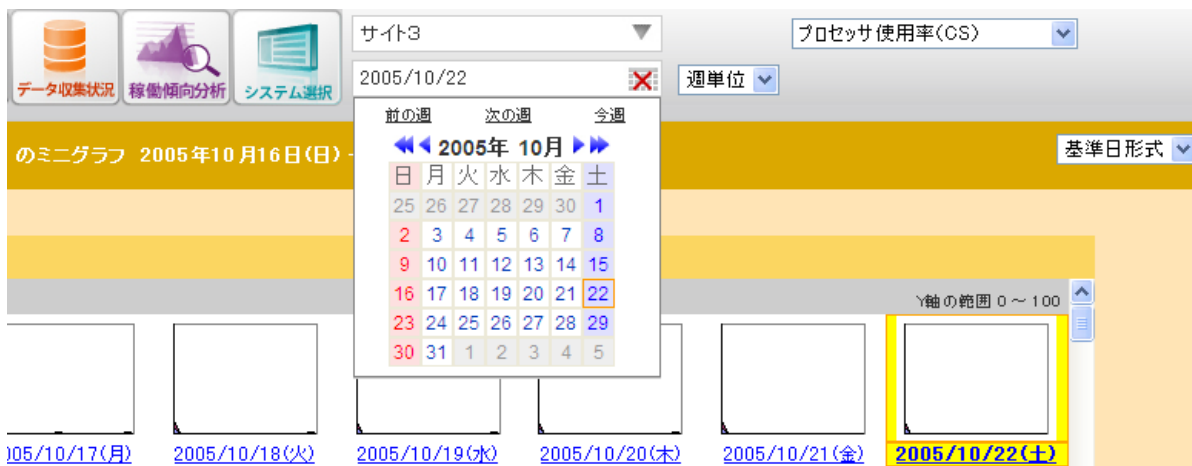 サイト3
プロセッサ使用率(CS)
データ収集状況 稼働傾向分析 システム選択
2005/10/22
週単位
前の週 次の週 今週
2005年 10月
のミニグラフ 2005年10月16日(日) -
基準日形式
日 月 火 水 木 金 土
25 26 27 28 29 30 1
2 3 4 5 6 7 8
9 10 11 12 13 14 15
16 17 18 19 20 21 22
23 24 25 26 27 28 29
30 31 1 2 3 4 5
Y軸の範囲 0 ~ 100
005/10/17(月) 2005/10/18(火) 2005/10/19(水) 2005/10/20(木) 2005/10/21(金) 2005/10/22(土)